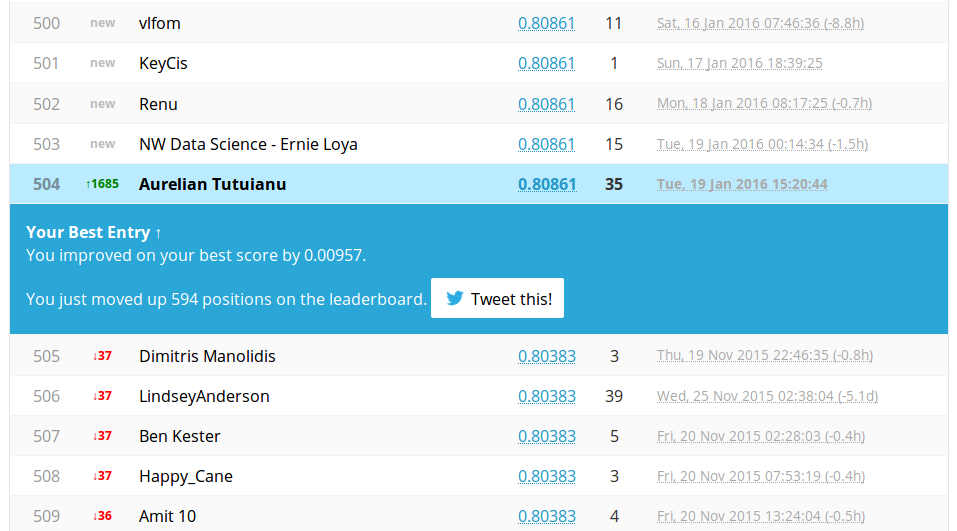 500 new vlfom 0.80861 11 Sat, 16 Jan 2016 07:46:36 (-8.8h)
501 new KeyCis 0.80861 1 Sun, 17 Jan 2016 18:39:25
502 new Renu 0.80861 16 Mon, 18 Jan 2016 08:17:25 (-0.7h)
503 new NW Data Science - Ernie Loya 0.80861 15 Tue, 19 Jan 2016 00:14:34 (-1.5h)
504 ↑1685 Aurelian Tutuianu 0.80861 35 Tue, 19 Jan 2016 15:20:44
Your Best Entry ↑
You improved on your best score by 0.00957.
You just moved up 594 positions on the leaderboard. Tweet this!
505 ↓37 Dimitris Manolidis 0.80383 3 Thu, 19 Nov 2015 22:46:35 (-0.8h)
506 ↓37 LindseyAnderson 0.80383 39 Wed, 25 Nov 2015 02:38:04 (-5.1d)
507 ↓37 Ben Kester 0.80383 5 Fri, 20 Nov 2015 02:28:03 (-0.4h)
508 ↓37 Happy_Cane 0.80383 3 Fri, 20 Nov 2015 07:53:19 (-0.4h)
509 ↓36 Amit 10 0.80383 4 Fri, 20 Nov 2015 13:24:04 (-0.5h)